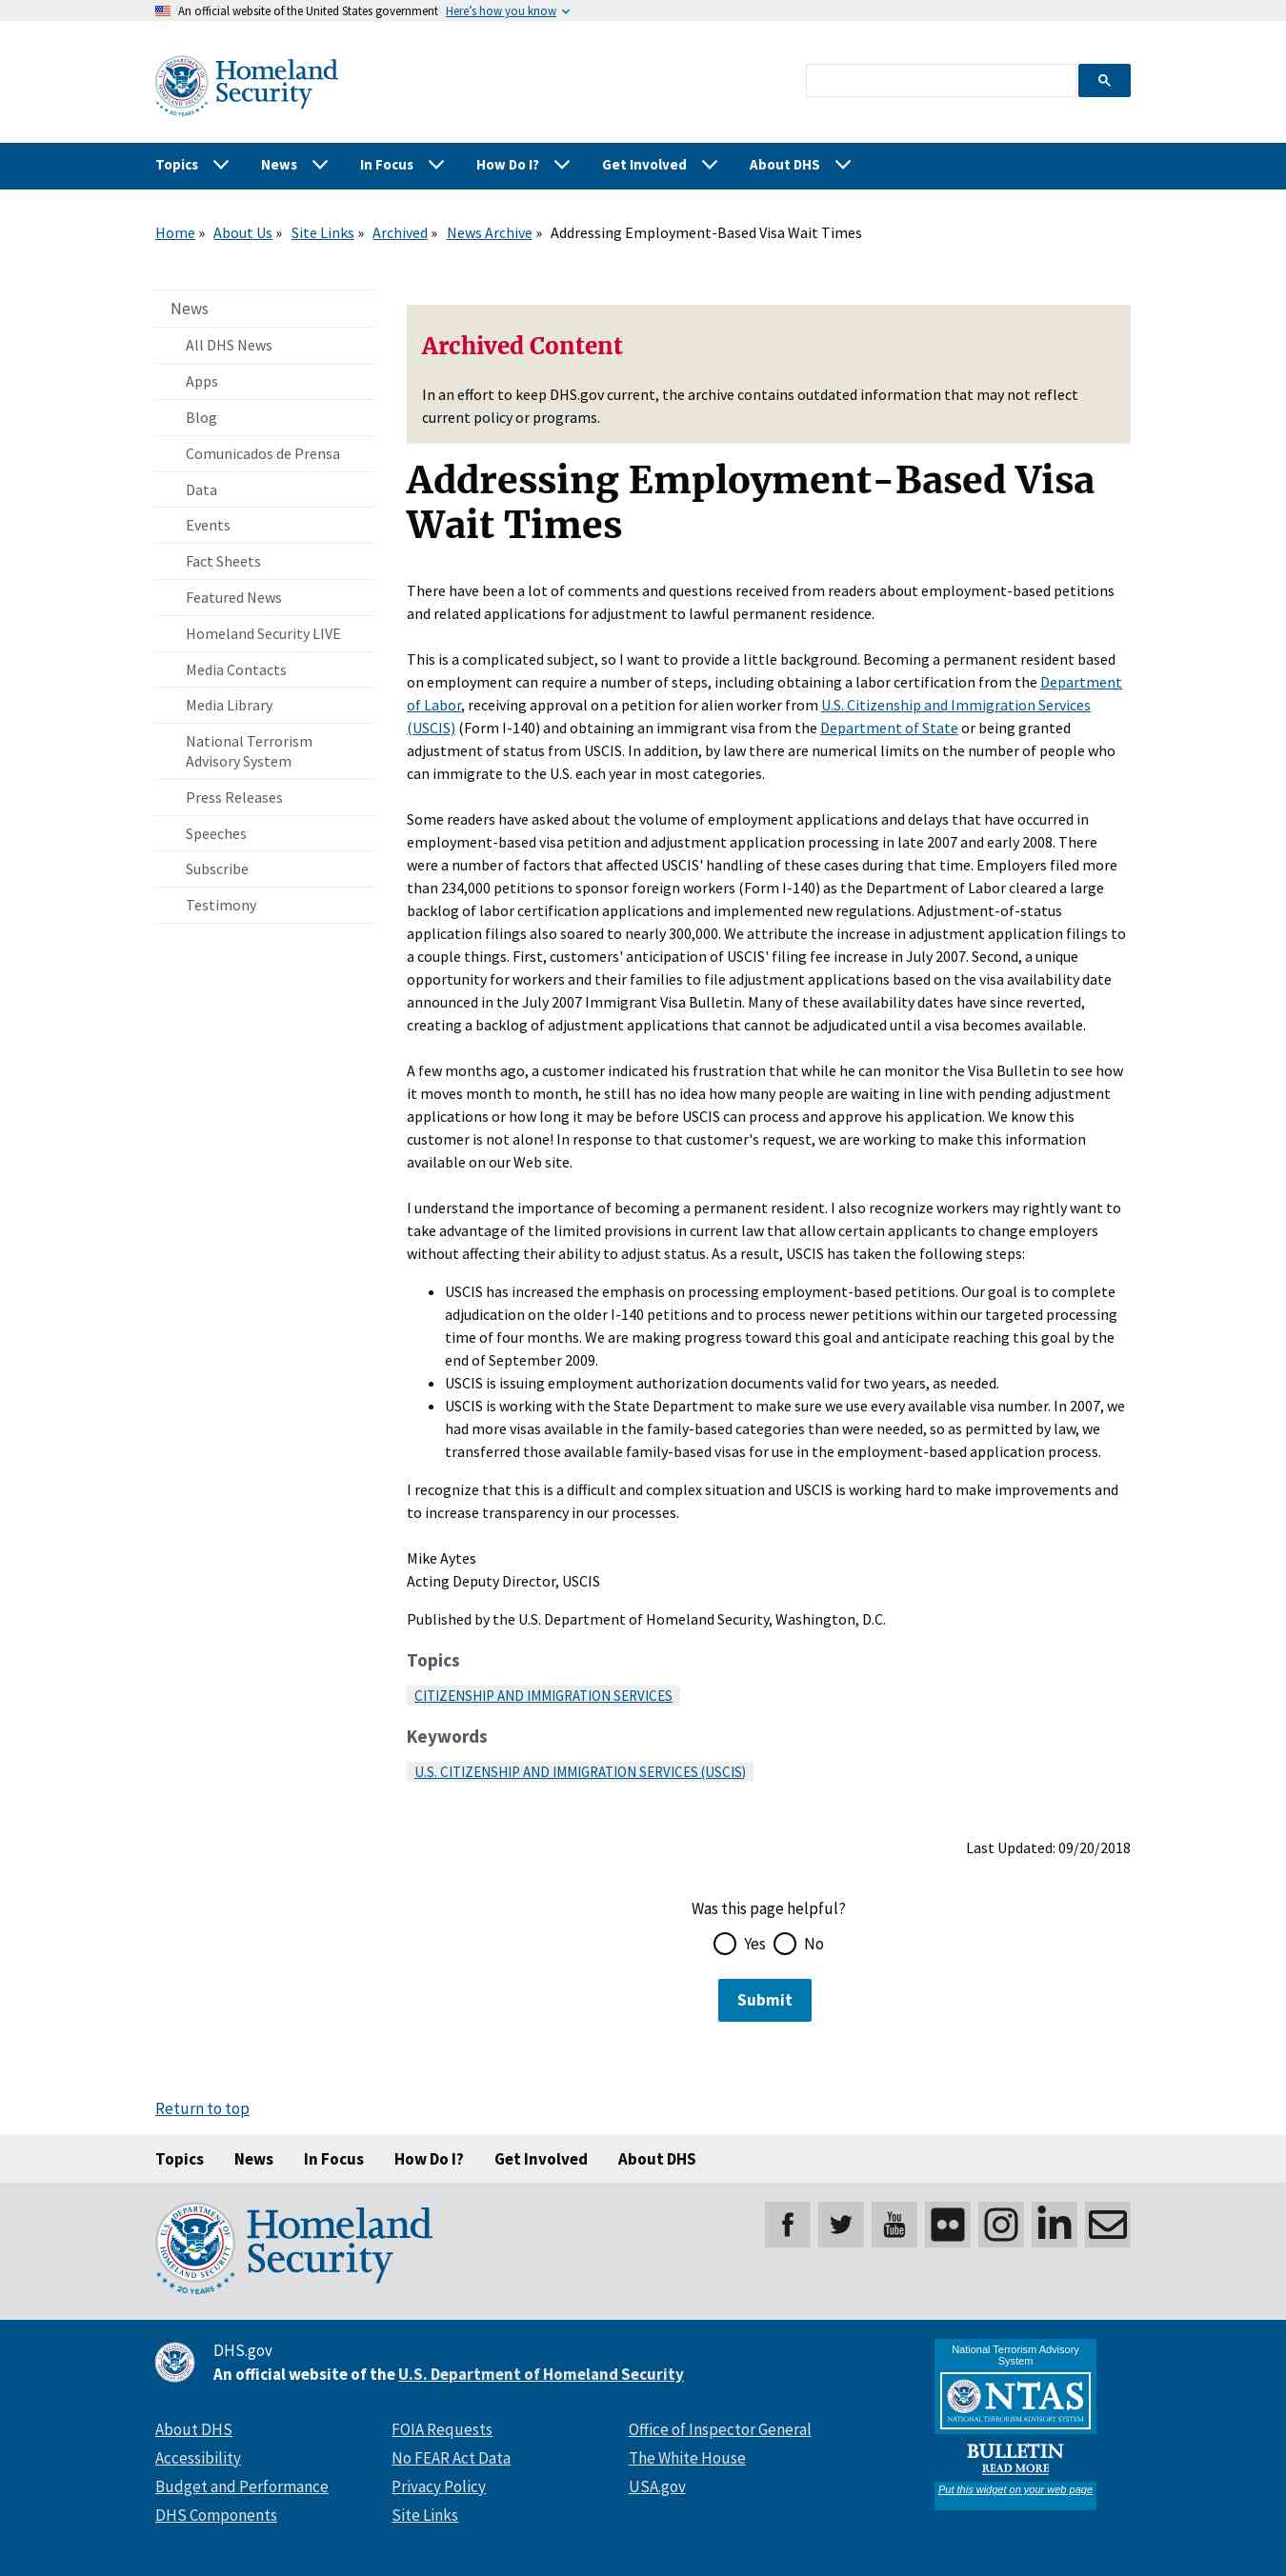 An official website of the United States government Here's how you know
U.S. DEPARTMENT OF HOMELAND SECURITY
20 YEARS
Homeland
Security
Topics News In Focus How Do I? Get Involved About DHS
Home » About Us » Site Links » Archived » News Archive » Addressing Employment-Based Visa Wait Times
News
All DHS News
Apps
Blog
Comunicados de Prensa
Data
Events
Fact Sheets
Featured News
Homeland Security LIVE
Media Contacts
Media Library
National Terrorism
Advisory System
Press Releases
Speeches
Subscribe
Testimony
Archived Content
In an effort to keep DHS.gov current, the archive contains outdated information that may not reflect
current policy or programs.
Addressing Employment-Based Visa
Wait Times
There have been a lot of comments and questions received from readers about employment-based petitions
and related applications for adjustment to lawful permanent residence.
This is a complicated subject, so I want to provide a little background. Becoming a permanent resident based
on employment can require a number of steps, including obtaining a labor certification from the Department
of Labor, receiving approval on a petition for alien worker from U.S. Citizenship and Immigration Services
(USCIS) (Form I-140) and obtaining an immigrant visa from the Department of State or being granted
adjustment of status from USCIS. In addition, by law there are numerical limits on the number of people who
can immigrate to the U.S. each year in most categories.
Some readers have asked about the volume of employment applications and delays that have occurred in
employment-based visa petition and adjustment application processing in late 2007 and early 2008. There
were a number of factors that affected USCIS' handling of these cases during that time. Employers filed more
than 234,000 petitions to sponsor foreign workers (Form I-140) as the Department of Labor cleared a large
backlog of labor certification applications and implemented new regulations. Adjustment-of-status
application filings also soared to nearly 300,000. We attribute the increase in adjustment application filings to
a couple things. First, customers' anticipation of USCIS' filing fee increase in July 2007. Second, a unique
opportunity for workers and their families to file adjustment applications based on the visa availability date
announced in the July 2007 Immigrant Visa Bulletin. Many of these availability dates have since reverted,
creating a backlog of adjustment applications that cannot be adjudicated until a visa becomes available.
A few months ago, a customer indicated his frustration that while he can monitor the Visa Bulletin to see how
it moves month to month, he still has no idea how many people are waiting in line with pending adjustment
applications or how long it may be before USCIS can process and approve his application. We know this
customer is not alone! In response to that customer's request, we are working to make this information
available on our Web site.
I understand the importance of becoming a permanent resident. I also recognize workers may rightly want to
take advantage of the limited provisions in current law that allow certain applicants to change employers
without affecting their ability to adjust status. As a result, USCIS has taken the following steps:
• USCIS has increased the emphasis on processing employment-based petitions. Our goal is to complete
adjudication on the older I-140 petitions and to process newer petitions within our targeted processing
time of four months. We are making progress toward this goal and anticipate reaching this goal by the
end of September 2009.
• USCIS is issuing employment authorization documents valid for two years, as needed.
• USCIS is working with the State Department to make sure we use every available visa number. In 2007, we
had more visas available in the family-based categories than were needed, so as permitted by law, we
transferred those available family-based visas for use in the employment-based application process.
I recognize that this is a difficult and complex situation and USCIS is working hard to make improvements and
to increase transparency in our processes.
Mike Aytes
Acting Deputy Director, USCIS
Published by the U.S. Department of Homeland Security, Washington, D.C.
Topics
CITIZENSHIP AND IMMIGRATION SERVICES
Keywords
U.S. CITIZENSHIP AND IMMIGRATION SERVICES (USCIS)
Last Updated: 09/20/2018
Was this page helpful?
Yes No
Submit
Return to top
Topics News In Focus How Do I? Get Involved About DHS
U.S. DEPARTMENT OF HOMELAND SECURITY
20 YEARS
Homeland
Security
You
Tube
DHS.gov
An official website of the U.S. Department of Homeland Security
About DHS
Accessibility
Budget and Performance
DHS Components
FOIA Requests
No FEAR Act Data
Privacy Policy
Site Links
Office of Inspector General
The White House
USA.gov
National Terrorism Advisory
System
NTAS
NATIONAL TERRORISM ADVISORY SYSTEM
BULLETIN
READ MORE
Put this widget on your web page